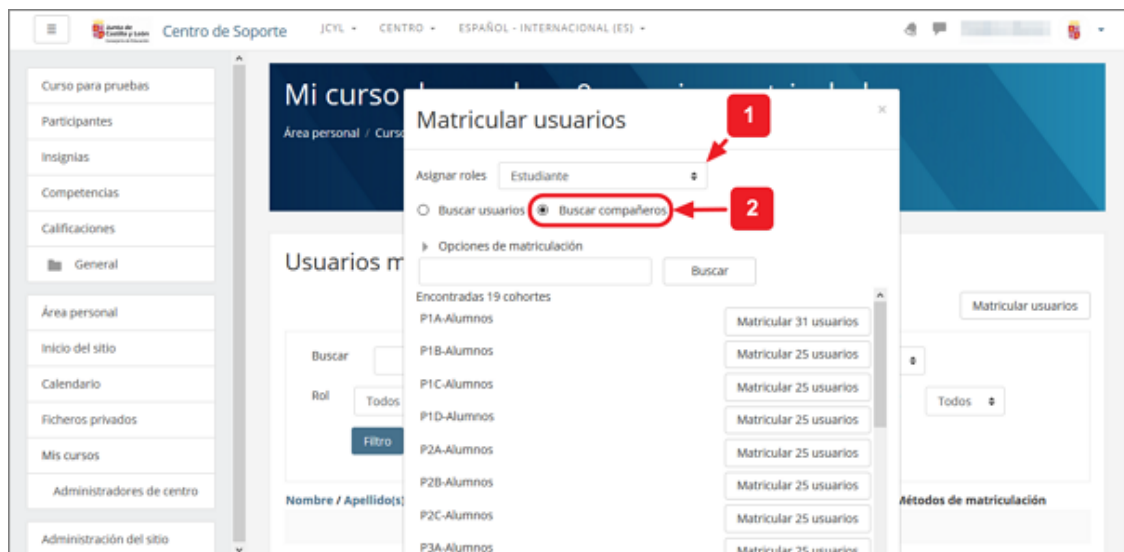 Junta de Castilla y León
Centro de Soporte
JCYL
CENTRO
ESPAÑOL - INTERNACIONAL (ES)
Curso para pruebas
Participantes
Insignias
Competencias
Calificaciones
General
Área personal
Inicio del sitio
Calendario
Ficheros privados
Mis cursos
Administradores de centro
Administración del sitio
Mi curso
Área personal / Curso
Matricular usuarios
×
1
Asignar roles Estudiante
Buscar usuarios Buscar compañeros
2
Opciones de matriculación
Buscar
Encontradas 19 cohortes
P1A-Alumnos Matricular 31 usuarios
P1B-Alumnos Matricular 25 usuarios
P1C-Alumnos Matricular 25 usuarios
P1D-Alumnos Matricular 25 usuarios
P2A-Alumnos Matricular 25 usuarios
P2B-Alumnos Matricular 25 usuarios
P2C-Alumnos Matricular 25 usuarios
P3A-Alumnos Matricular 25 usuarios
Usuarios m
Matricular usuarios
Buscar
Rol Todos
Todos
Filtro
Nombre / Apellido(s)
Métodos de matriculación